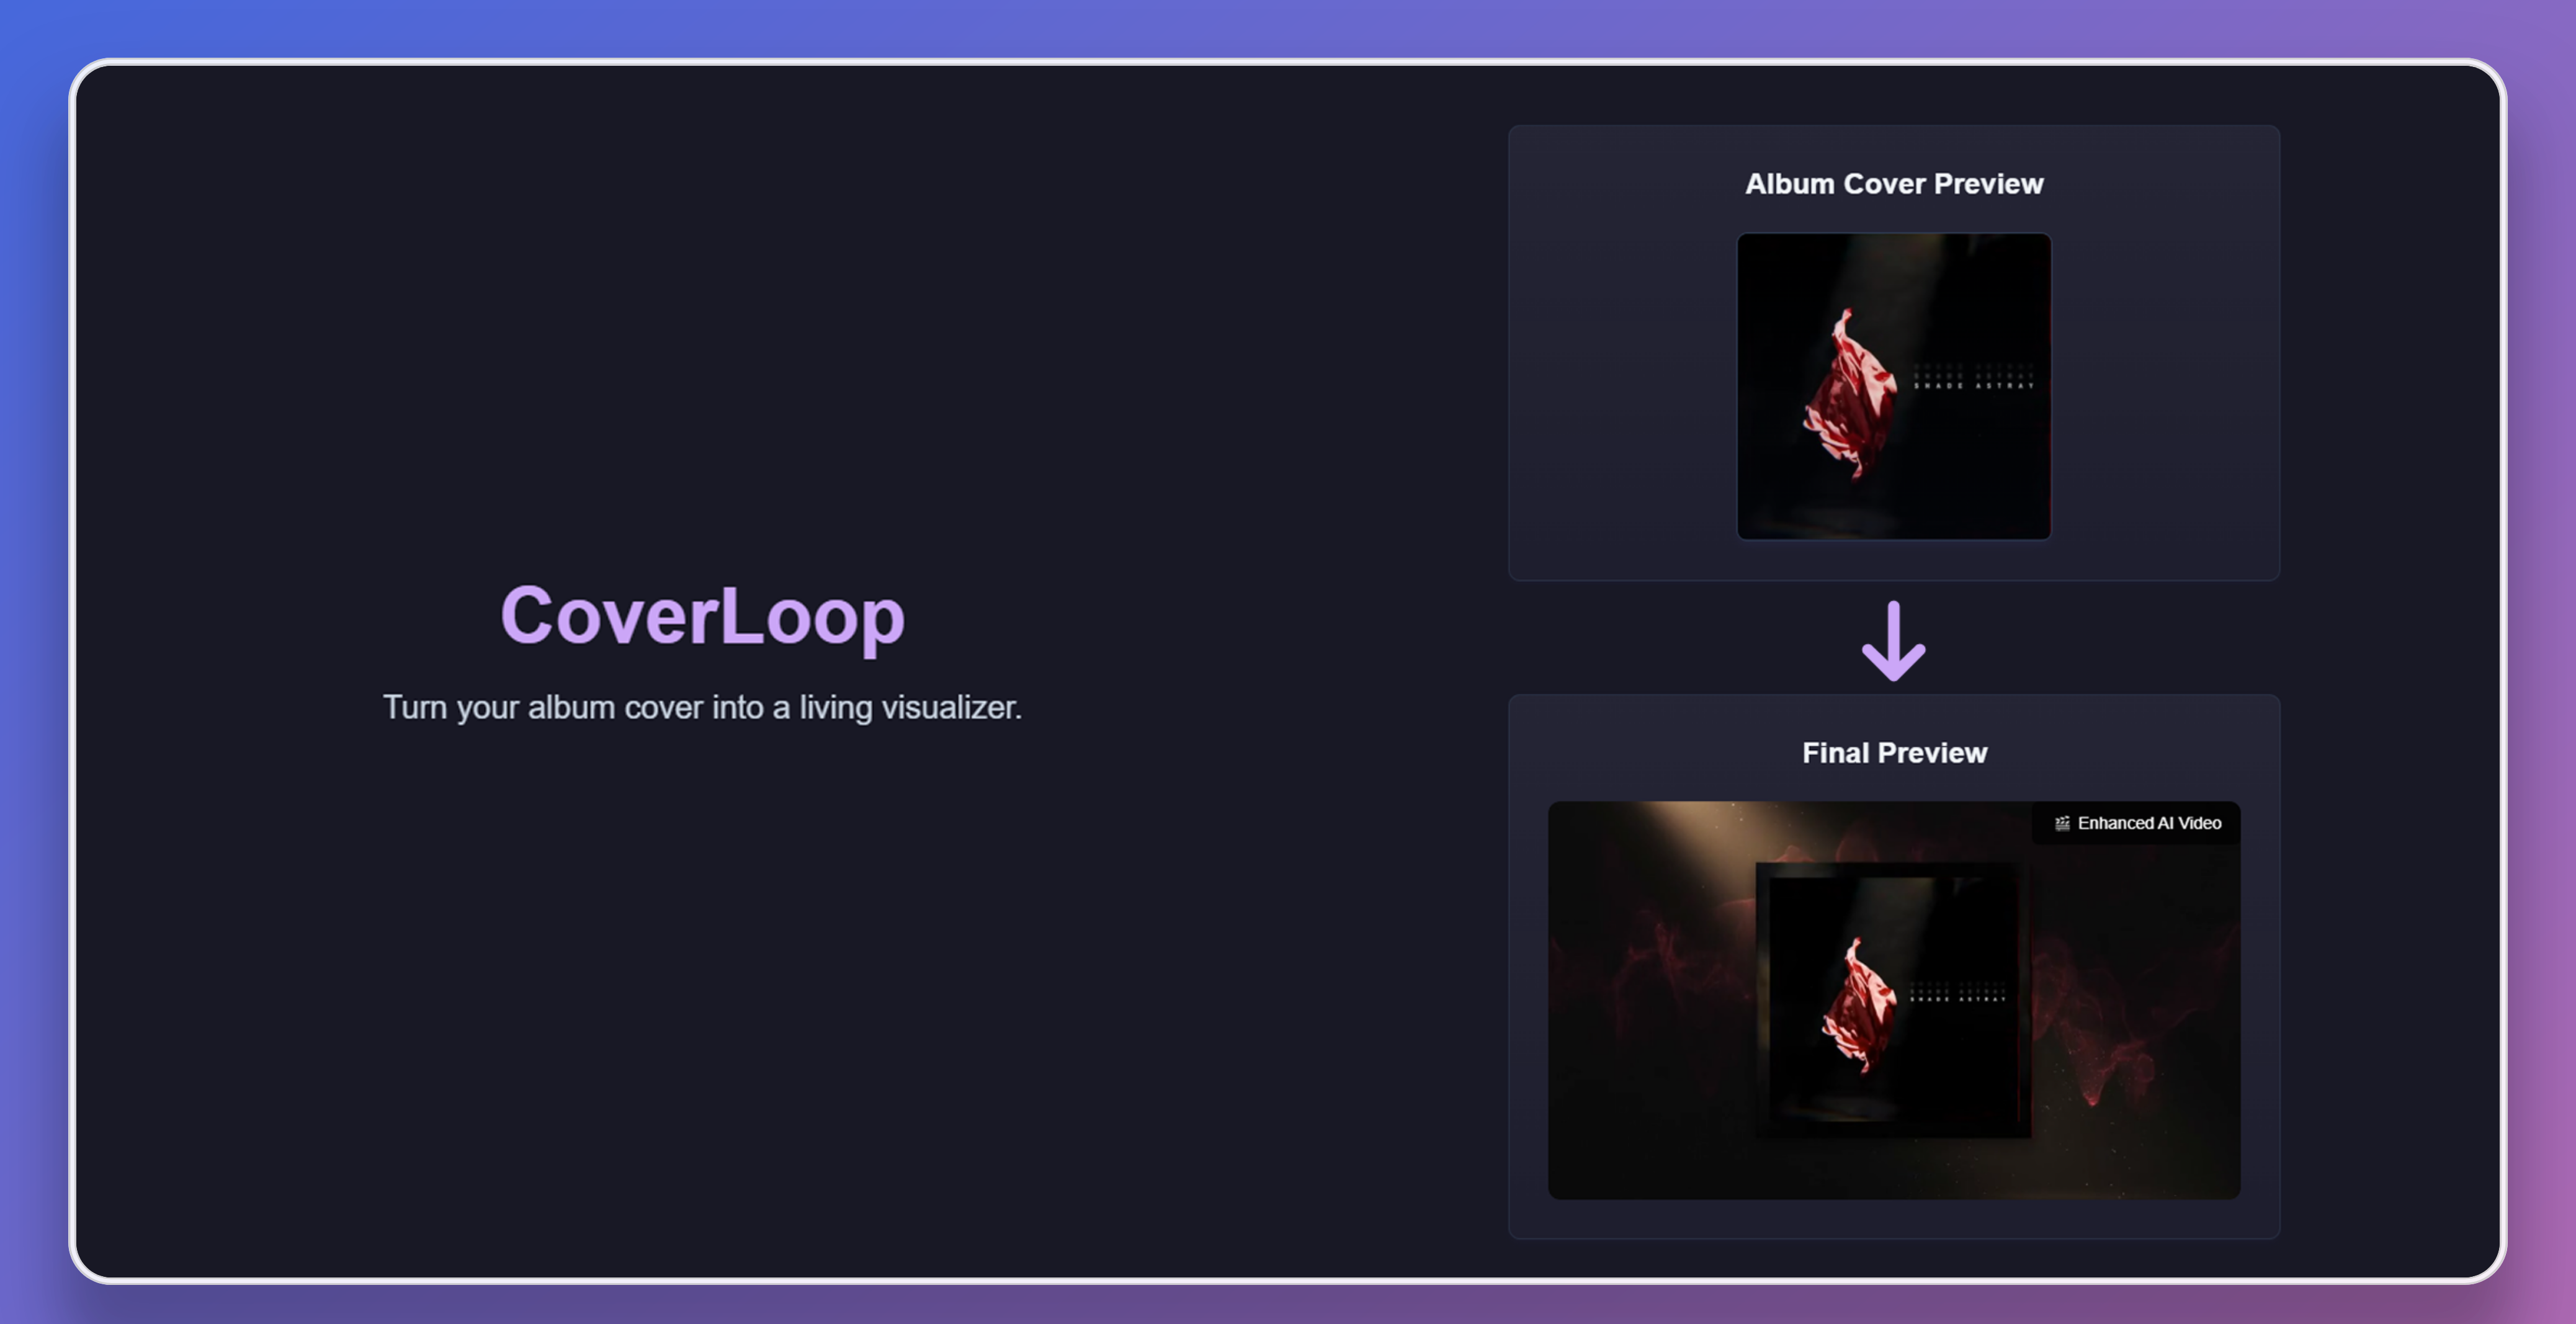 CoverLoop
Turn your album cover into a living visualizer.
Album Cover Preview
SHADE ASTRAY
Final Preview
Enhanced AI Video
SHADE ASTRAY